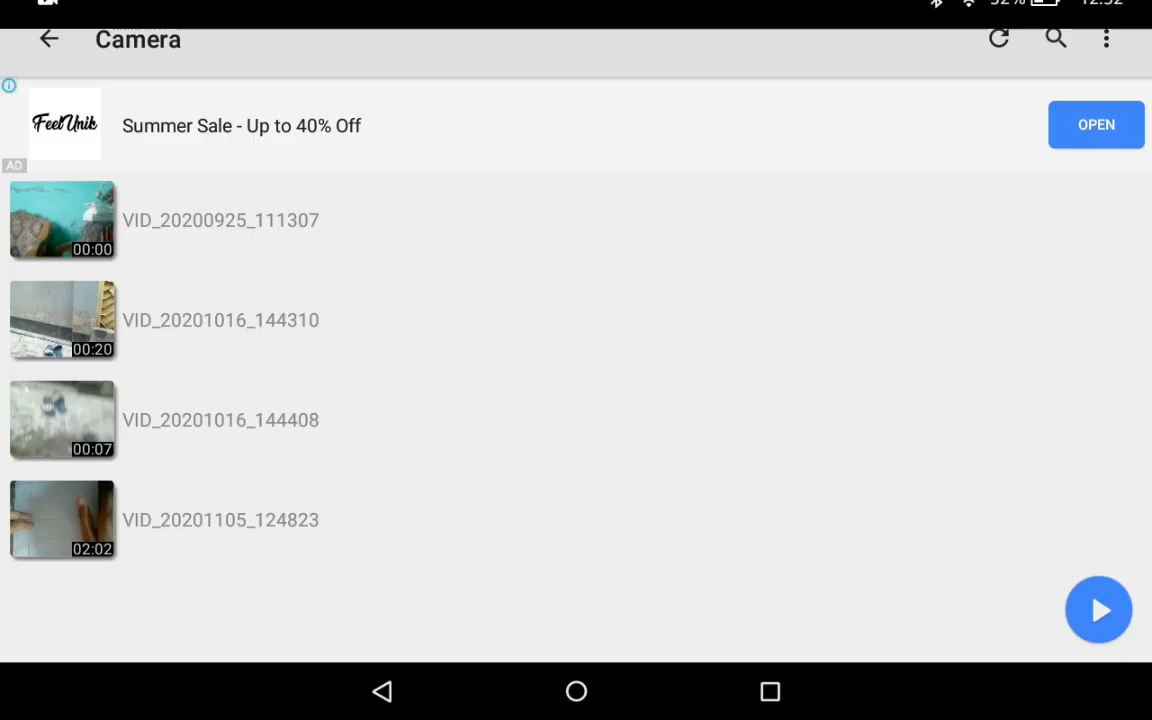 Camera
FeelUnik
Summer Sale - Up to 40% Off
OPEN
AD
VID_20200925_111307
00:00
VID_20201016_144310
00:20
VID_20201016_144408
00:07
VID_20201105_124823
02:02